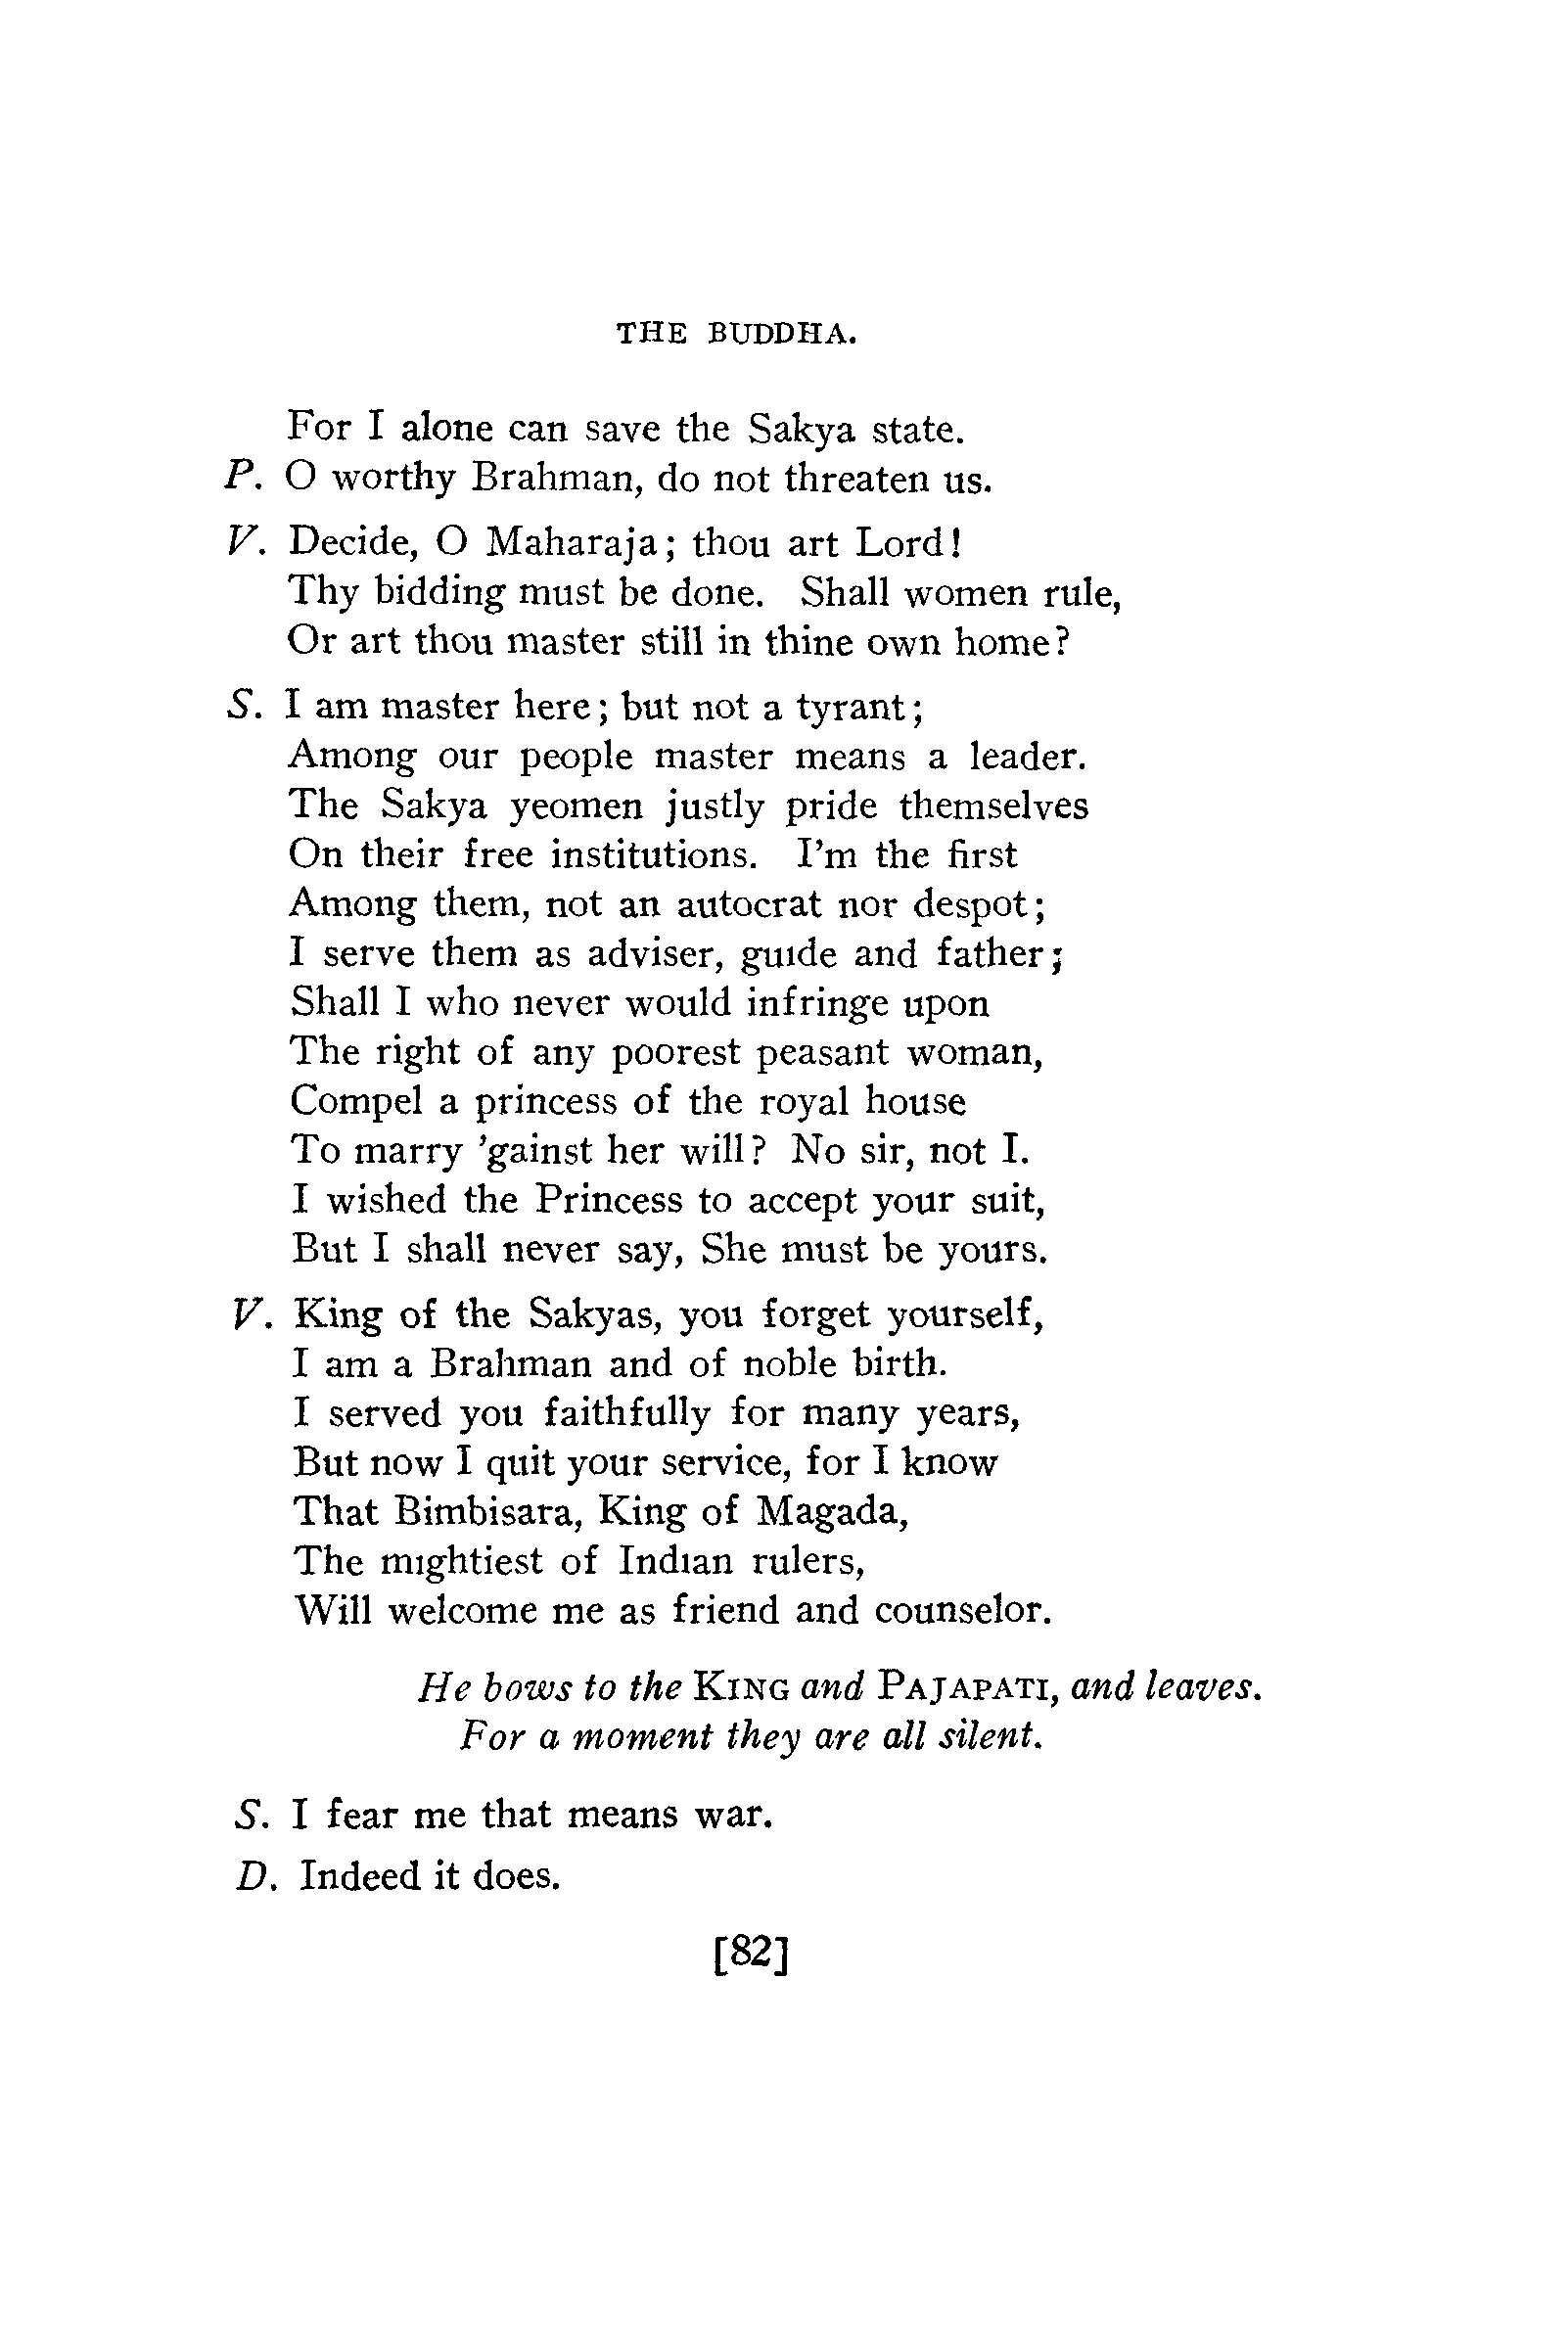 THE BUDDHA.
For I alone can save the Sakya state.
P. O worthy Brahman, do not threaten us.
V. Decide, O Maharaja; thou art Lord!
Thy bidding must be done. Shall women rule,
Or art thou master still in thine own home?
S. I am master here; but not a tyrant;
Among our people master means a leader.
The Sakya yeomen justly pride themselves
On their free institutions. I'm the first
Among them, not an autocrat nor despot;
I serve them as adviser, guide and father;
Shall I who never would infringe upon
The right of any poorest peasant woman,
Compel a princess of the royal house
To marry 'gainst her will? No sir, not I.
I wished the Princess to accept your suit,
But I shall never say, She must be yours.
V. King of the Sakyas, you forget yourself,
I am a Brahman and of noble birth.
I served you faithfully for many years,
But now I quit your service, for I know
That Bimbisara, King of Magada,
The mightiest of Indian rulers,
Will welcome me as friend and counselor.
He bows to the KING and PAJAPATI, and leaves.
For a moment they are all silent.
S. I fear me that means war.
D. Indeed it does.
[82]